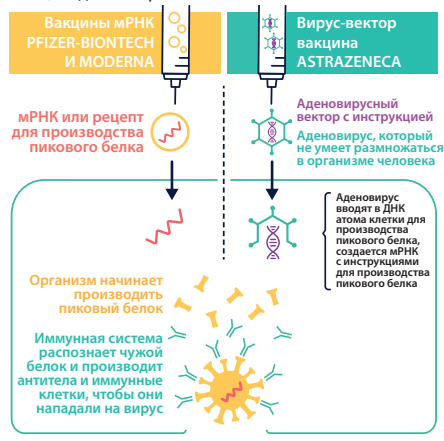 Вакцины мРНК
PFIZER-BIONTECH
И MODERNA
Вирус-вектор
вакцина
ASTRAZENECA
мРНК или рецепт
для производства
пикового белка
Аденовирусный
вектор с инструкцией
Аденовирус, который
не умеет размножаться
в организме человека
Аденовирус
вводят в ДНК
атома клетки для
производства
пикового белка,
создается мРНК
с инструкциями
для производства
пикового белка
Организм начинает
производить
пиковый белок
Иммунная система
распознает чужой
белок и производит
антитела и иммунные
клетки, чтобы они
нападали на вирус